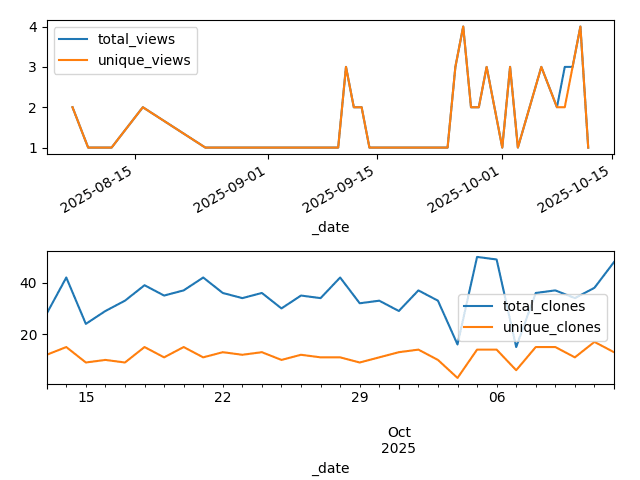 4
3
2
1
total_views
unique_views
2025-08-15
2025-09-01
2025-09-15
2025-10-01
2025-10-15
_date
40
20
total_clones
unique_clones
15
22
29
06
Oct
2025
_date